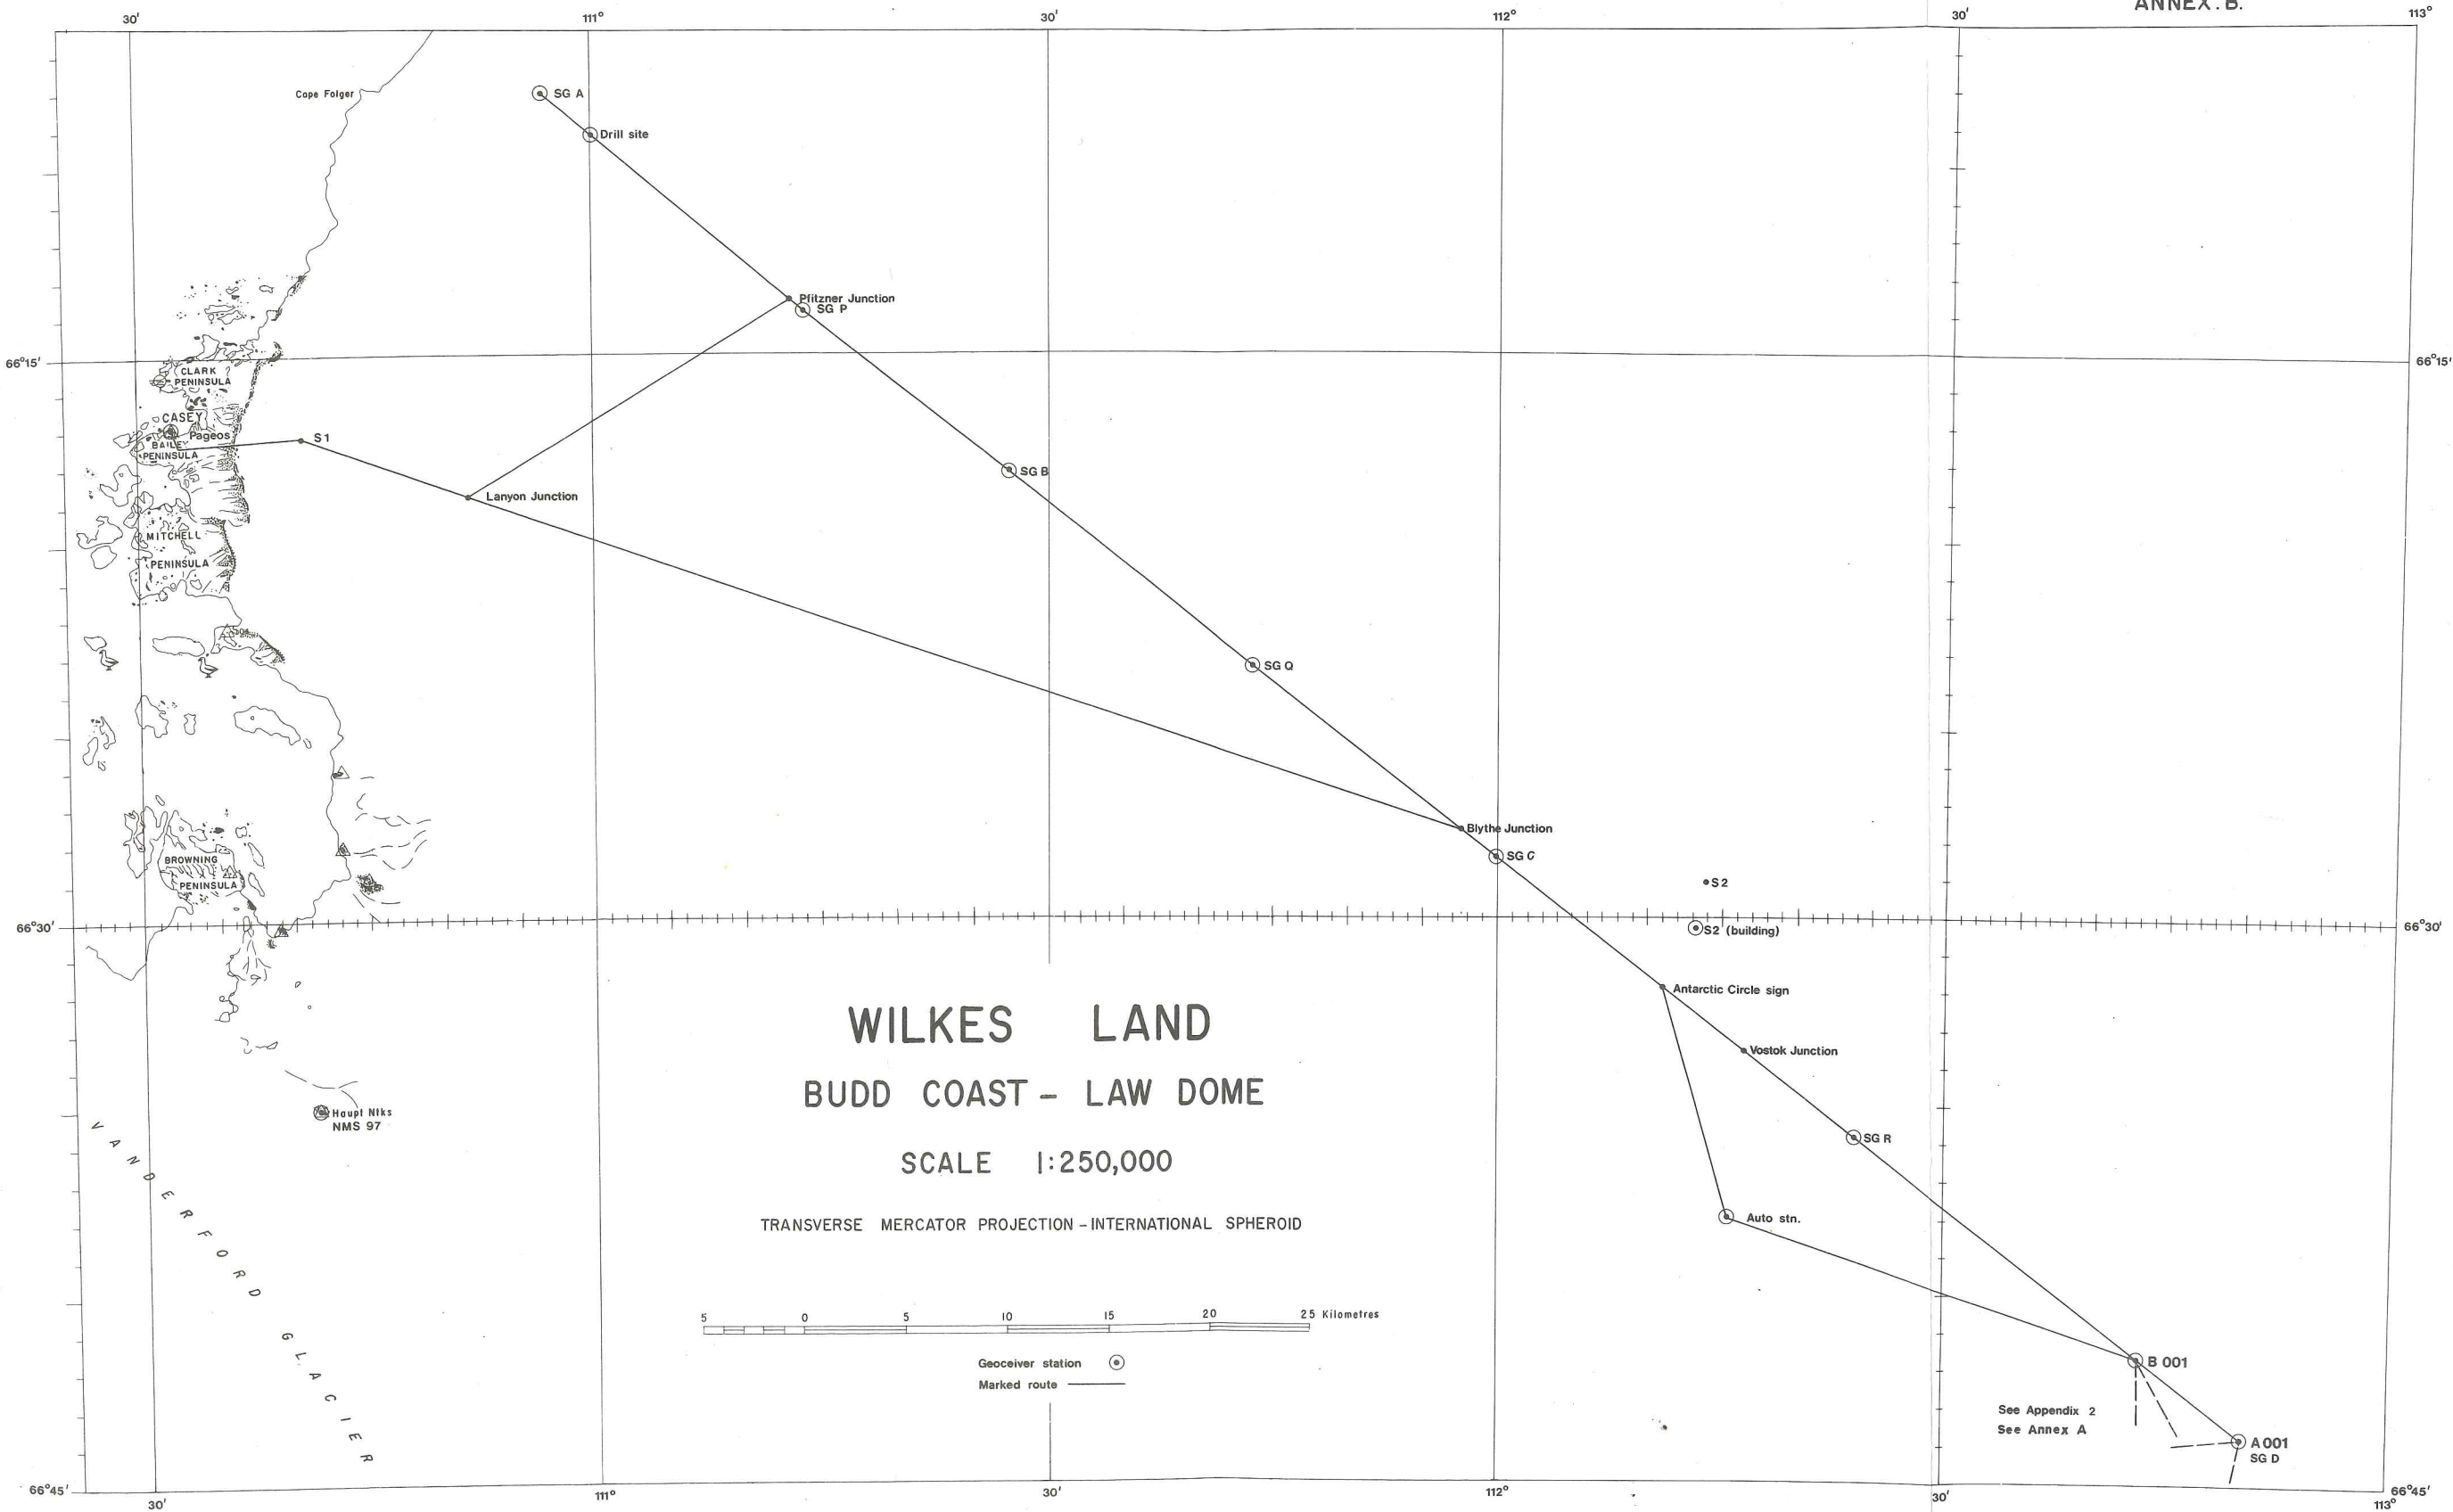 ANNEX. B.
30'
111°
30'
112°
30'
113°
Cape Folger
SG A
Drill site
Pfitzner Junction
SG P
66°15'
66°15'
CLARK
PENINSULA
CASEY
Pageos
BAILEY
PENINSULA
S1
SG B
Lanyon Junction
MITCHELL
PENINSULA
SG Q
Blythe Junction
SG C
BROWNING
PENINSULA
S2
66°30'
66°30'
S2 (building)
Antarctic Circle sign
WILKES LAND
Vostok Junction
BUDD COAST - LAW DOME
Haupt Ntks
NMS 97
VANDERFORD GLACIER
SG R
SCALE 1:250,000
Auto stn.
TRANSVERSE MERCATOR PROJECTION - INTERNATIONAL SPHEROID
5 0 5 10 15 20 25 Kilometres
Geoceiver station
Marked route
B 001
See Appendix 2
See Annex A
A 001
SG D
66°45'
66°45'
30'
111°
30'
112°
30'
113°